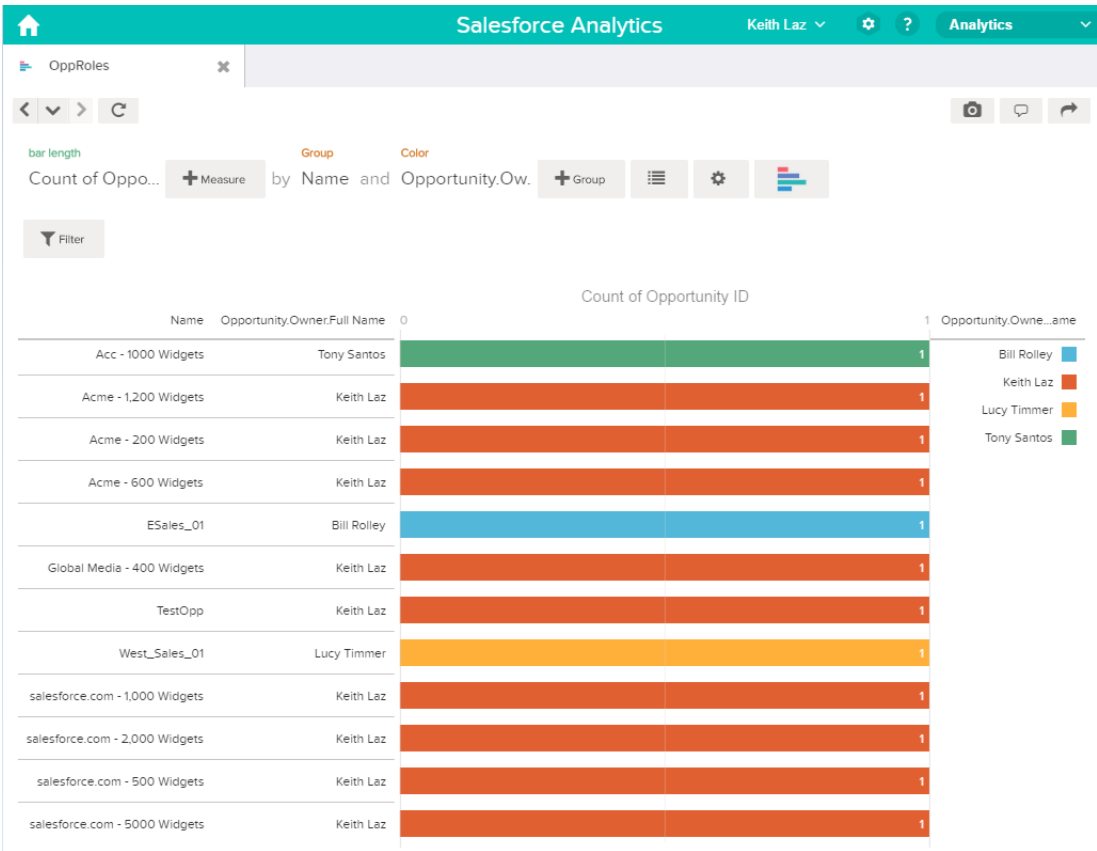 Salesforce Analytics Keith Laz ? Analytics
OppRoles
bar length Group Color
Count of Oppo... + Measure by Name and Opportunity.Ow. + Group
Filter
Count of Opportunity ID
Name Opportunity.Owner.Full Name 0 1 Opportunity.Owne...ame
Acc - 1000 Widgets Tony Santos 1 Bill Rolley
Keith Laz
Acme - 1,200 Widgets Keith Laz 1
Lucy Timmer
Acme - 200 Widgets Keith Laz 1 Tony Santos
Acme - 600 Widgets Keith Laz 1
ESales_01 Bill Rolley 1
Global Media - 400 Widgets Keith Laz 1
TestOpp Keith Laz 1
West_Sales_01 Lucy Timmer 1
salesforce.com - 1,000 Widgets Keith Laz 1
salesforce.com - 2,000 Widgets Keith Laz 1
salesforce.com - 500 Widgets Keith Laz 1
salesforce.com - 5000 Widgets Keith Laz 1